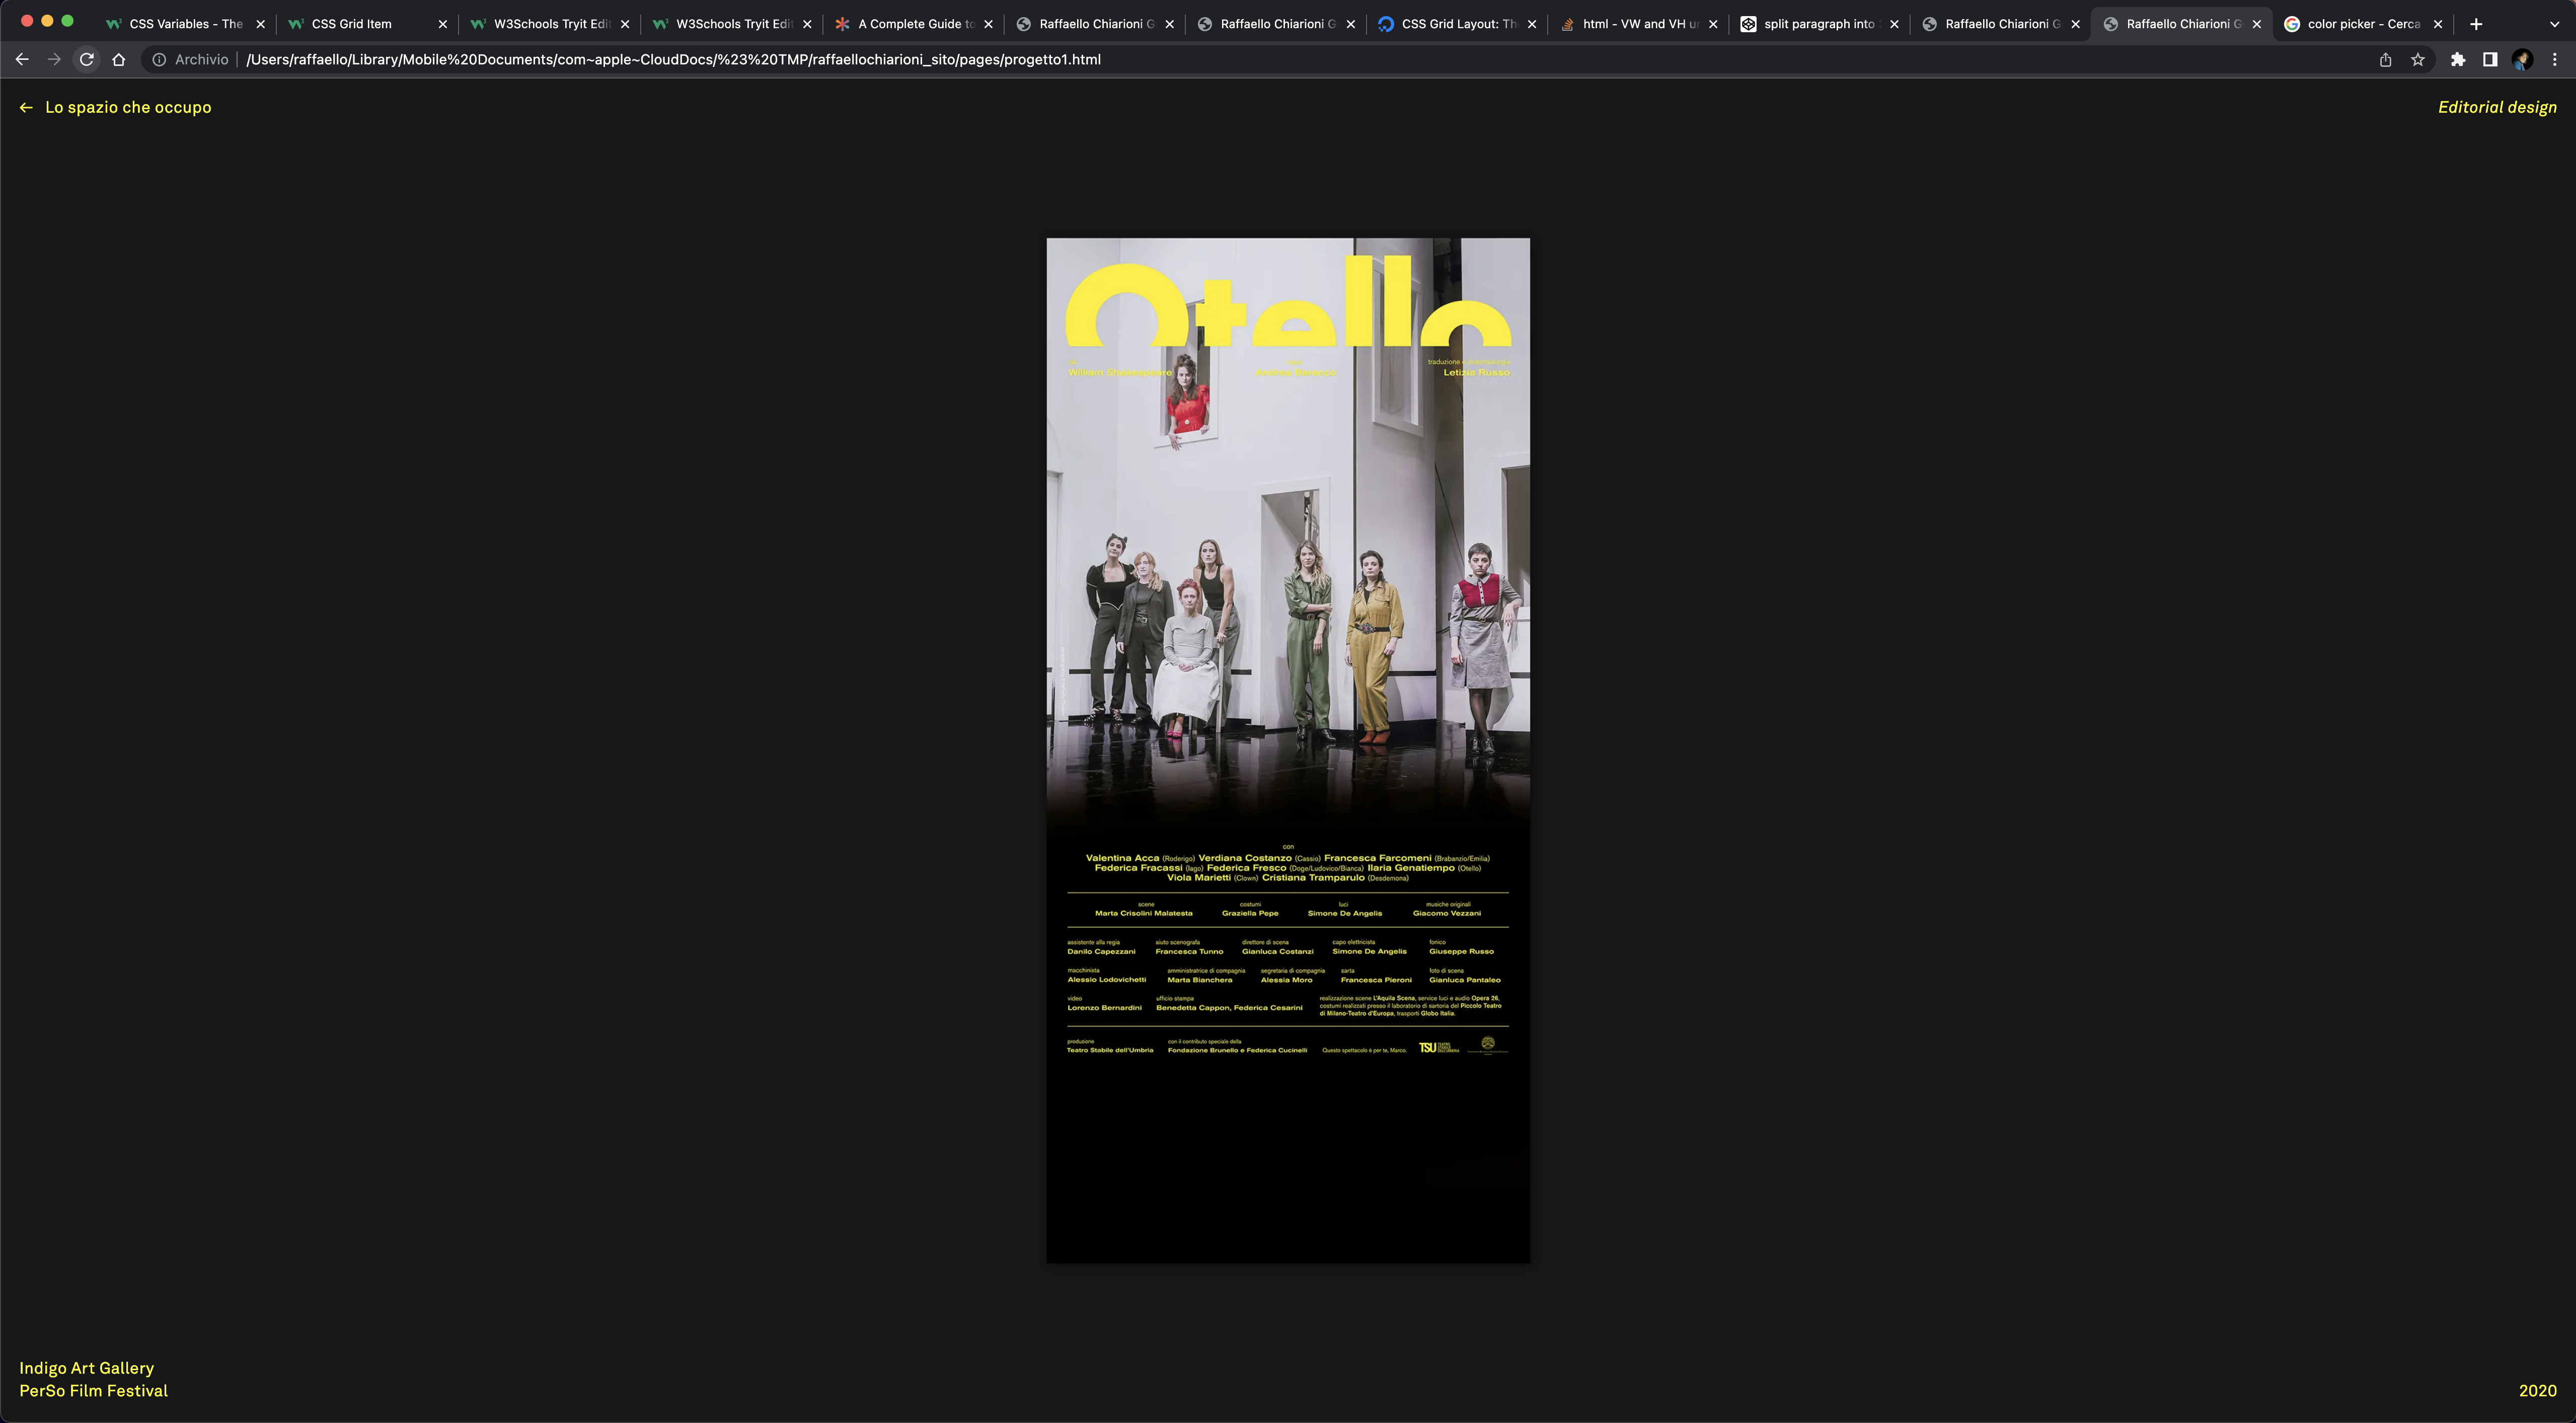 CSS Variables - The
CSS Grid Item
W3Schools Tryit Edit
W3Schools Tryit Edit
A Complete Guide to
Raffaello Chiarioni G
Raffaello Chiarioni G
CSS Grid Layout: Th
html - VW and VH u
split paragraph into
Raffaello Chiarioni G
Raffaello Chiarioni G
color picker - Cerca
Archivio
/Users/raffaello/Library/Mobile%20Documents/com~apple~CloudDocs/%23%20TMP/raffaellochiarioni_sito/pages/progetto1.html
← Lo spazio che occupo
Editorial design
Otello
William Shakespeare
traduzione e drammaturgia
Letizia Russo
con
Valentina Acca (Roderigo) Verdiana Costanzo (Cassio) Francesca Farcomeni (Brabanzio/Emilia)
Federica Fracassi (Iago) Federica Fresco (Doge/Ludovico/Bianca) Ilaria Genatiempo (Otello)
Viola Marietti (Clown) Cristiana Tramparulo (Desdemona)
scene costumi luci musiche originali
Marta Crisolini Malatesta Graziella Pepe Simone De Angelis Giacomo Vezzani
assistente alla regia aiuto scenografa direttore di scena capo elettricista fonico
Danilo Capezzani Francesca Tunno Gianluca Costanzi Simone De Angelis Giuseppe Russo
macchinista amministratrice di compagnia segretaria di compagnia sarta foto di scena
Alessio Lodovichetti Marta Bianchera Alessia Moro Francesca Pieroni Gianluca Pantaleo
video ufficio stampa
Lorenzo Bernardini Benedetta Cappon, Federica Cesarini
realizzazione scene L'Aquila Scena, service luci e audio Opera 26,
costumi realizzati presso il laboratorio di sartoria del Piccolo Teatro
di Milano-Teatro d'Europa, trasporti Globo Italia.
produzione con il contributo speciale della
Teatro Stabile dell'Umbria Fondazione Brunello e Federica Cucinelli Questo spettacolo è per te, Marco.
TSU
TEATRO
STABILE
DELL'UMBRIA
Indigo Art Gallery
PerSo Film Festival
2020